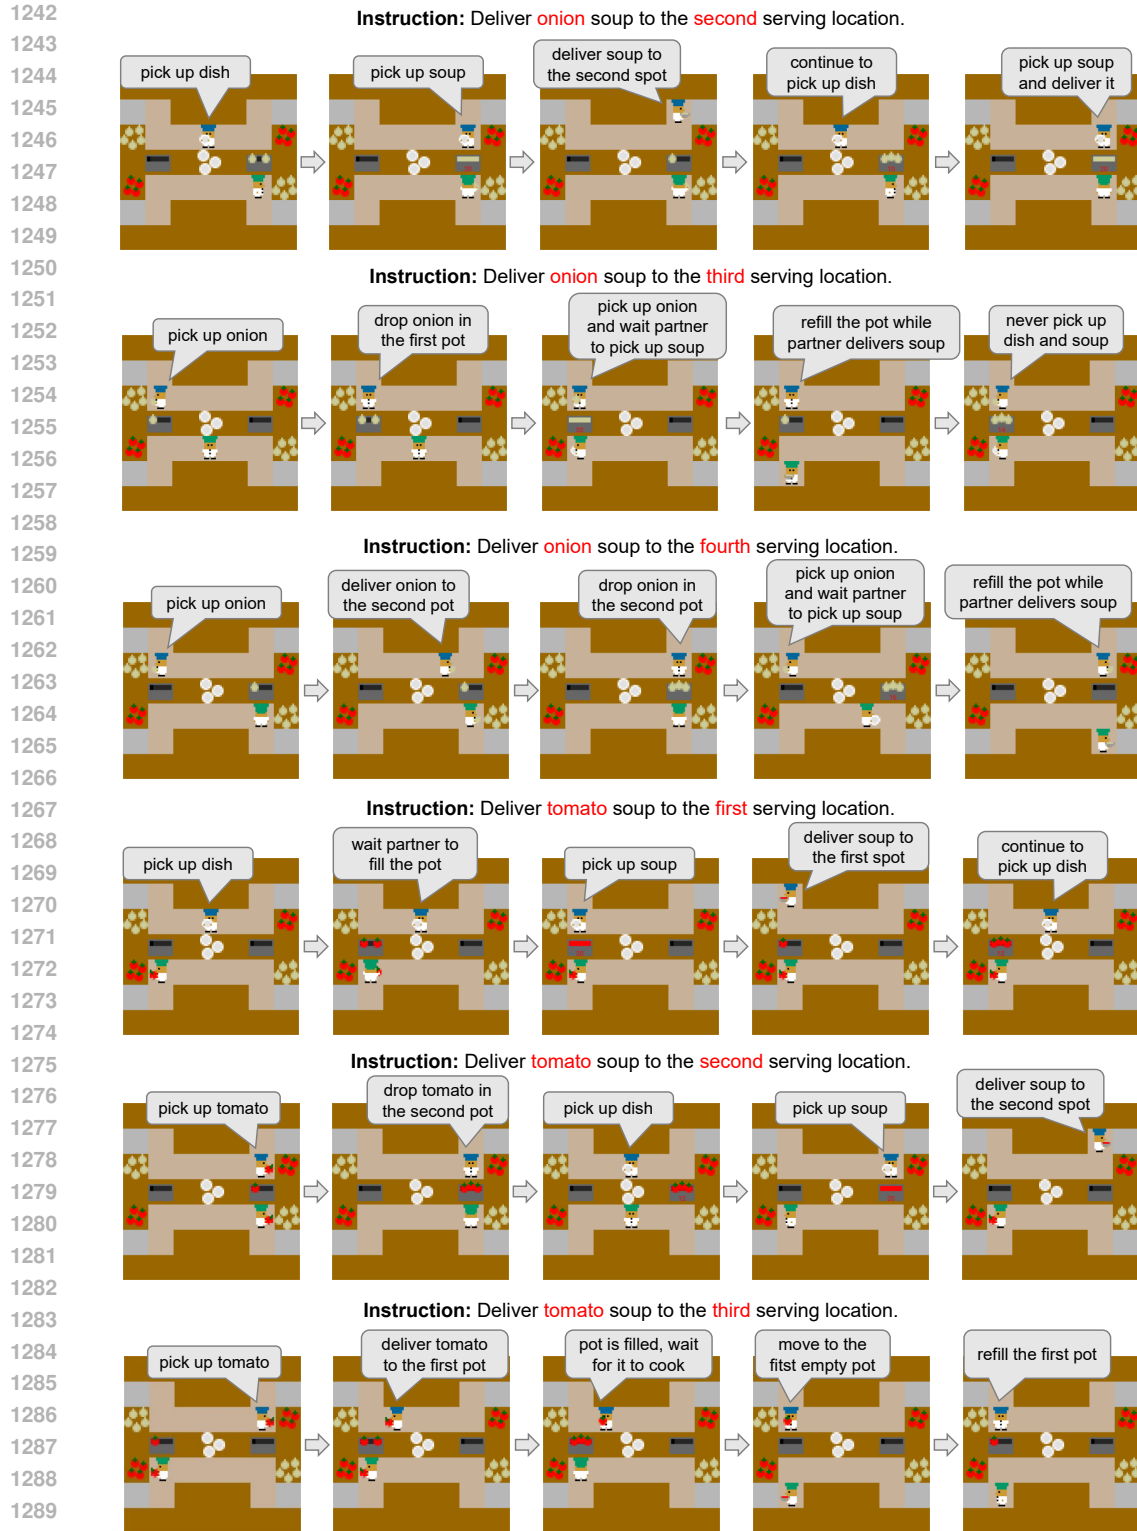 1242
1243
1244
1245
1246
1247
1248
1249
1250
1251
1252
1253
1254
1255
1256
1257
1258
1259
1260
1261
1262
1263
1264
1265
1266
1267
1268
1269
1270
1271
1272
1273
1274
1275
1276
1277
1278
1279
1280
1281
1282
1283
1284
1285
1286
1287
1288
1289
Instruction: Deliver onion soup to the second serving location.
pick up dish
pick up soup
deliver soup to
the second spot
continue to
pick up dish
pick up soup
and deliver it
Instruction: Deliver onion soup to the third serving location.
pick up onion
drop onion in
the first pot
pick up onion
and wait partner
to pick up soup
refill the pot while
partner delivers soup
never pick up
dish and soup
Instruction: Deliver onion soup to the fourth serving location.
pick up onion
deliver onion to
the second pot
drop onion in
the second pot
pick up onion
and wait partner
to pick up soup
refill the pot while
partner delivers soup
Instruction: Deliver tomato soup to the first serving location.
pick up dish
wait partner to
fill the pot
pick up soup
deliver soup to
the first spot
continue to
pick up dish
Instruction: Deliver tomato soup to the second serving location.
pick up tomato
drop tomato in
the second pot
pick up dish
pick up soup
deliver soup to
the second spot
Instruction: Deliver tomato soup to the third serving location.
pick up tomato
deliver tomato
to the first pot
pot is filled, wait
for it to cook
move to the
fitst empty pot
refill the first pot